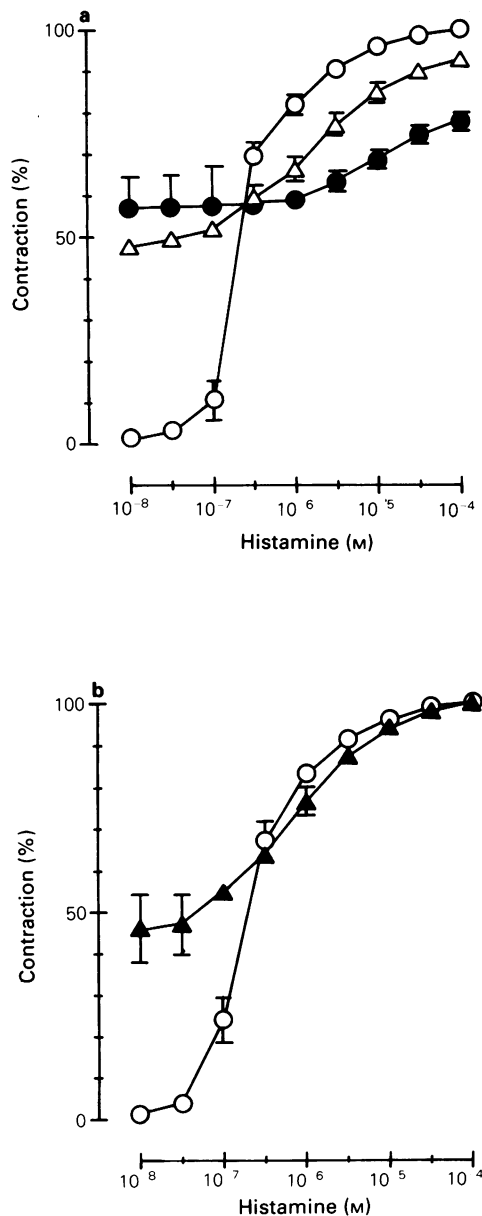 a
100
50
0
Contraction (%)
10⁻⁸ 10⁻⁷ 10⁻⁶ 10⁻⁵ 10⁻⁴
Histamine (M)
b
100
50
0
Contraction (%)
10⁻⁸ 10⁻⁷ 10⁻⁶ 10⁻⁵ 10⁻⁴
Histamine (M)